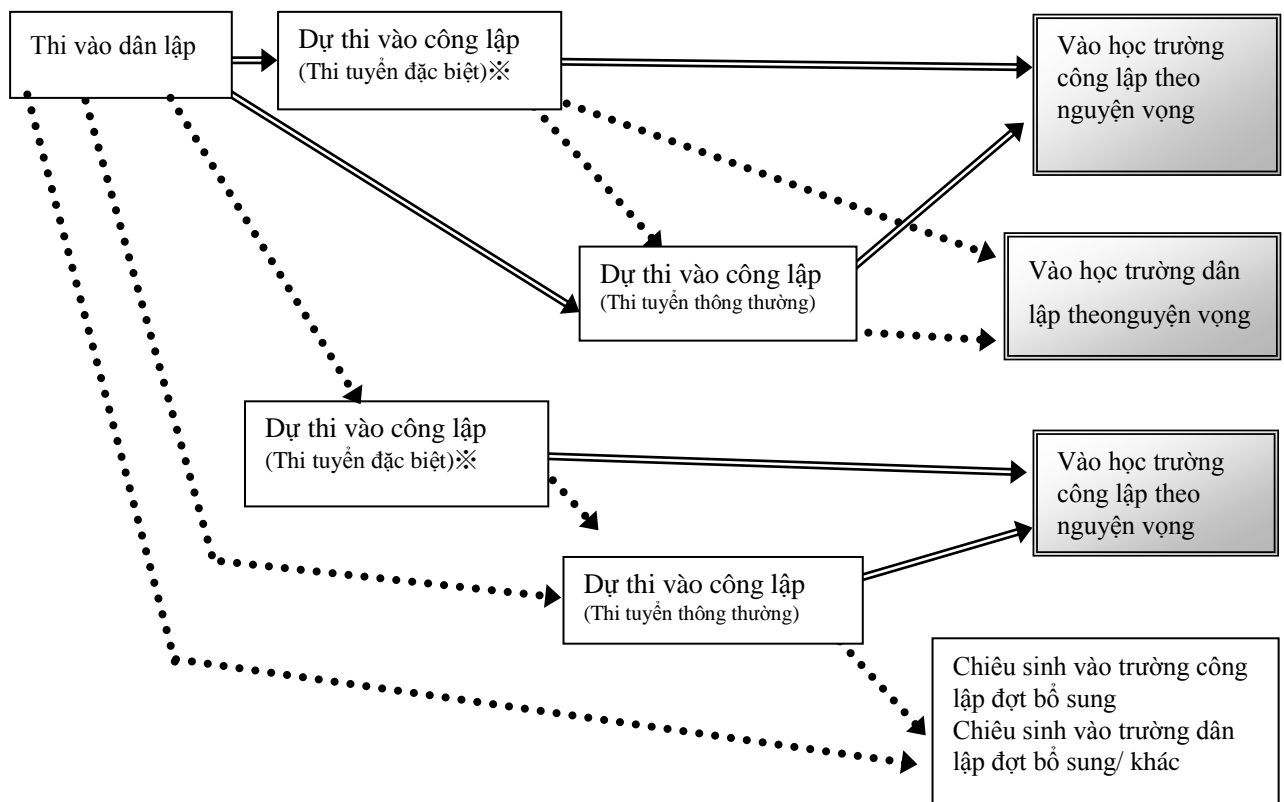 Thi vào dân lập
Dự thi vào công lập
(Thi tuyển đặc biệt)※
Vào học trường
công lập theo
nguyện vọng
Dự thi vào công lập
(Thi tuyển thông thường)
Vào học trường dân
lập theonguyện vọng
Dự thi vào công lập
(Thi tuyển đặc biệt)※
Vào học trường
công lập theo
nguyện vọng
Dự thi vào công lập
(Thi tuyển thông thường)
Chiêu sinh vào trường công
lập đợt bổ sung
Chiêu sinh vào trường dân
lập đợt bổ sung/ khác